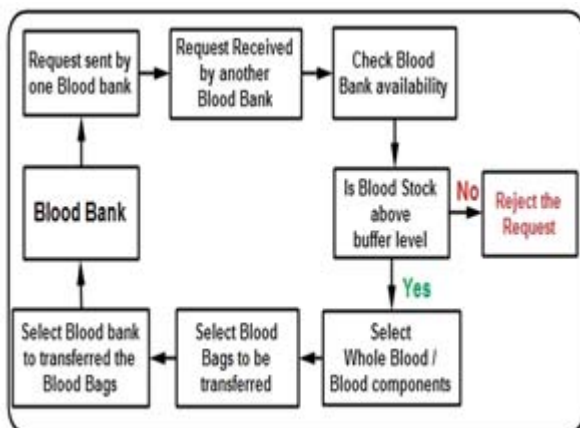 Request sent by
one Blood bank
Request Received
by another
Blood Bank
Check Blood
Bank availability
Blood Bank
Is Blood Stock
above
buffer level
No
Reject the
Request
Yes
Select Blood bank
to transferred the
Blood Bags
Select Blood
Bags to be
transferred
Select
Whole Blood /
Blood components